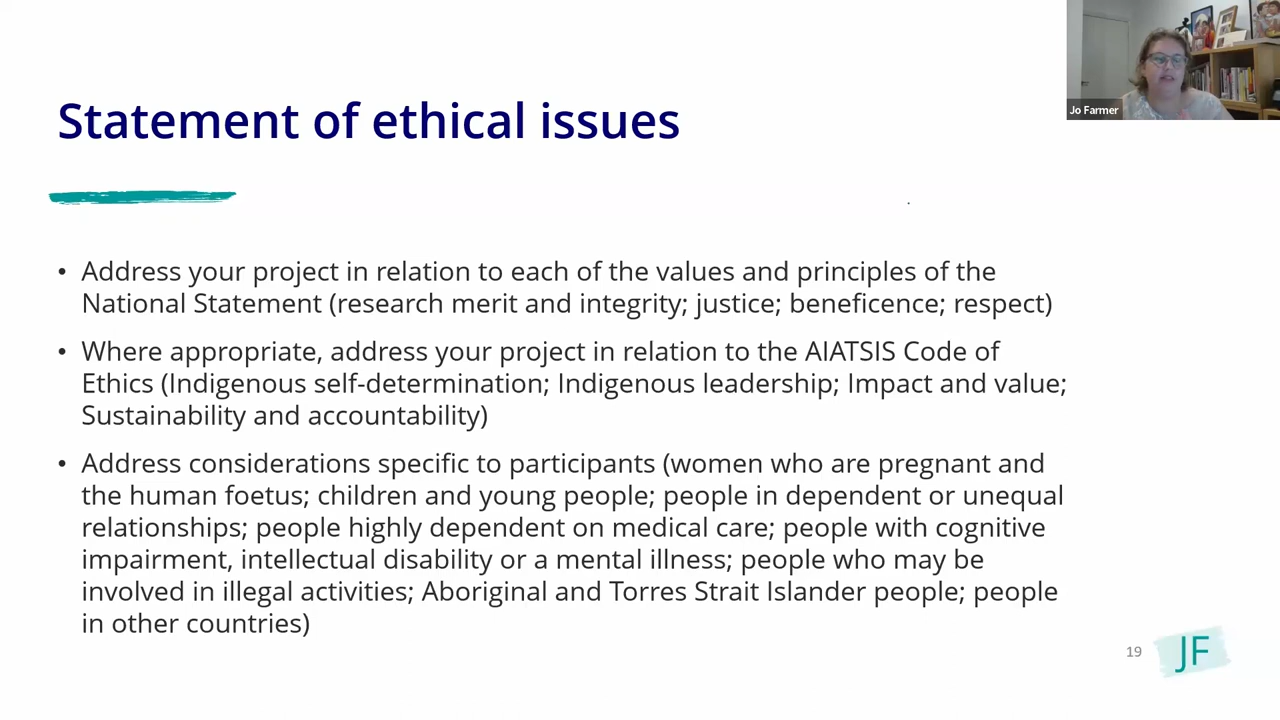 Jo Farmer
Statement of ethical issues
• Address your project in relation to each of the values and principles of the
National Statement (research merit and integrity; justice; beneficence; respect)
• Where appropriate, address your project in relation to the AIATSIS Code of
Ethics (Indigenous self-determination; Indigenous leadership; Impact and value;
Sustainability and accountability)
• Address considerations specific to participants (women who are pregnant and
the human foetus; children and young people; people in dependent or unequal
relationships; people highly dependent on medical care; people with cognitive
impairment, intellectual disability or a mental illness; people who may be
involved in illegal activities; Aboriginal and Torres Strait Islander people; people
in other countries)
19
JF